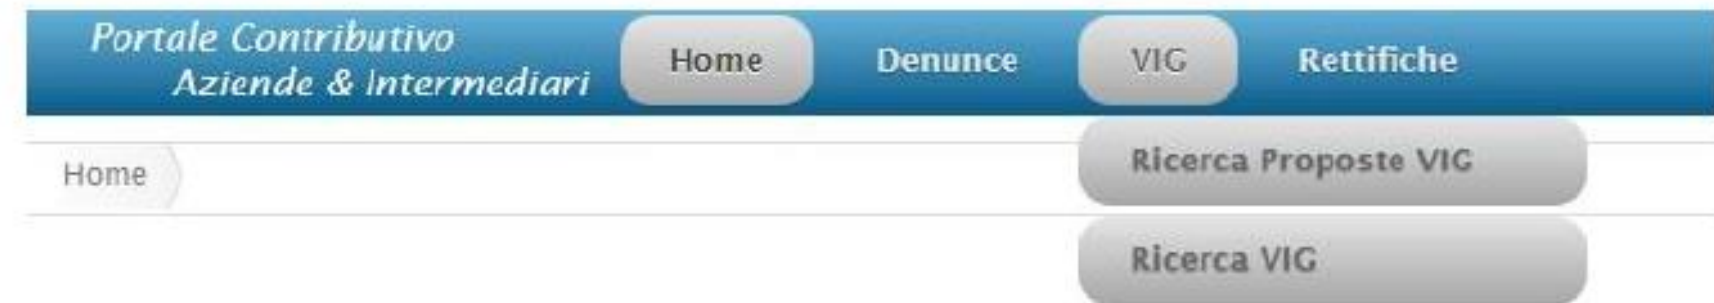 Portale Contributivo
Aziende & Intermediari
Home Denunce VIG Rettifiche
Home
Ricerca Proposte VIG
Ricerca VIG